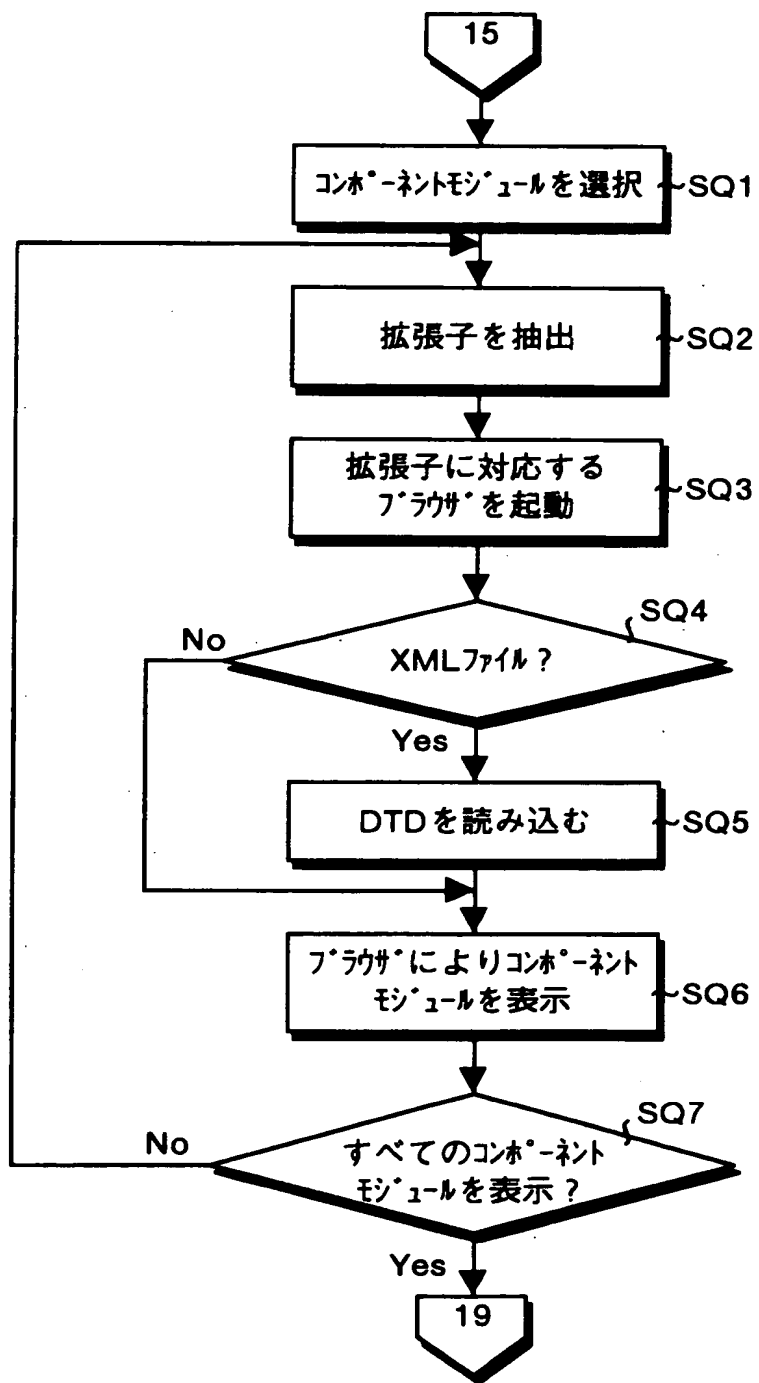 15
コンポーネントモジュールを選択
SQ1
拡張子を抽出
SQ2
拡張子に対応する
ブラウザを起動
SQ3
SQ4
No
XMLファイル?
Yes
DTDを読み込む
SQ5
ブラウザによりコンポーネント
モジュールを表示
SQ6
SQ7
No
すべてのコンポーネント
モジュールを表示?
Yes
19